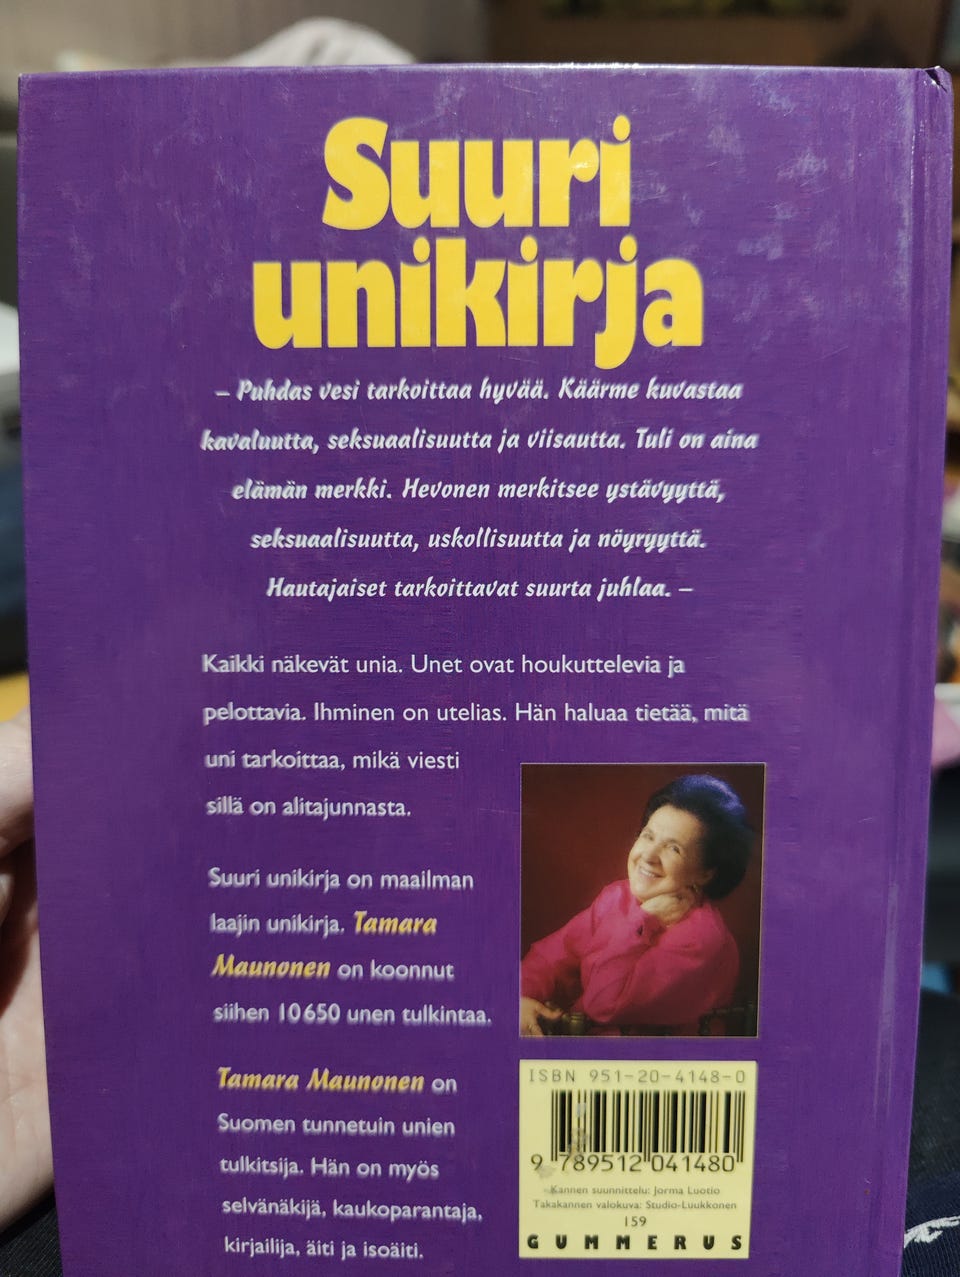 Suuri
unikirja
– Puhdas vesi tarkoittaa hyvää. Käärme kuvastaa
kavaluutta, seksuaalisuutta ja viisautta. Tuli on aina
elämän merkki. Hevonen merkitsee ystävyyttä,
seksuaalisuutta, uskollisuutta ja nöyryyttä.
Hautajaiset tarkoittavat suurta juhlaa. –
Kaikki näkevät unia. Unet ovat houkuttelevia ja
pelottavia. Ihminen on utelias. Hän haluaa tietää, mitä
uni tarkoittaa, mikä viesti
sillä on alitajunnasta.
Suuri unikirja on maailman
laajin unikirja. Tamara
Maunonen on koonnut
siihen 10650 unen tulkintaa.
Tamara Maunonen on
Suomen tunnetuin unien
tulkitsija. Hän on myös
selvänäkijä, kaukoparantaja,
kirjailija, äiti ja isoäiti.
ISBN 951-20-4148-0
9 789512 041480
Kannen suunnittelu: Jorma Luotio
Takakannen valokuva: Studio-Luukkonen
159
GUMMERUS